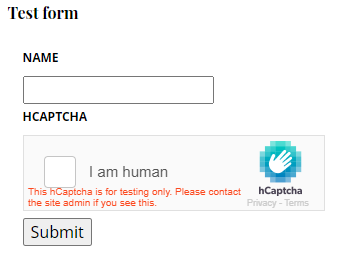 Test form
NAME
HCAPTCHA
I am human
This hCaptcha is for testing only. Please contact
the site admin if you see this.
hCaptcha
Privacy - Terms
Submit